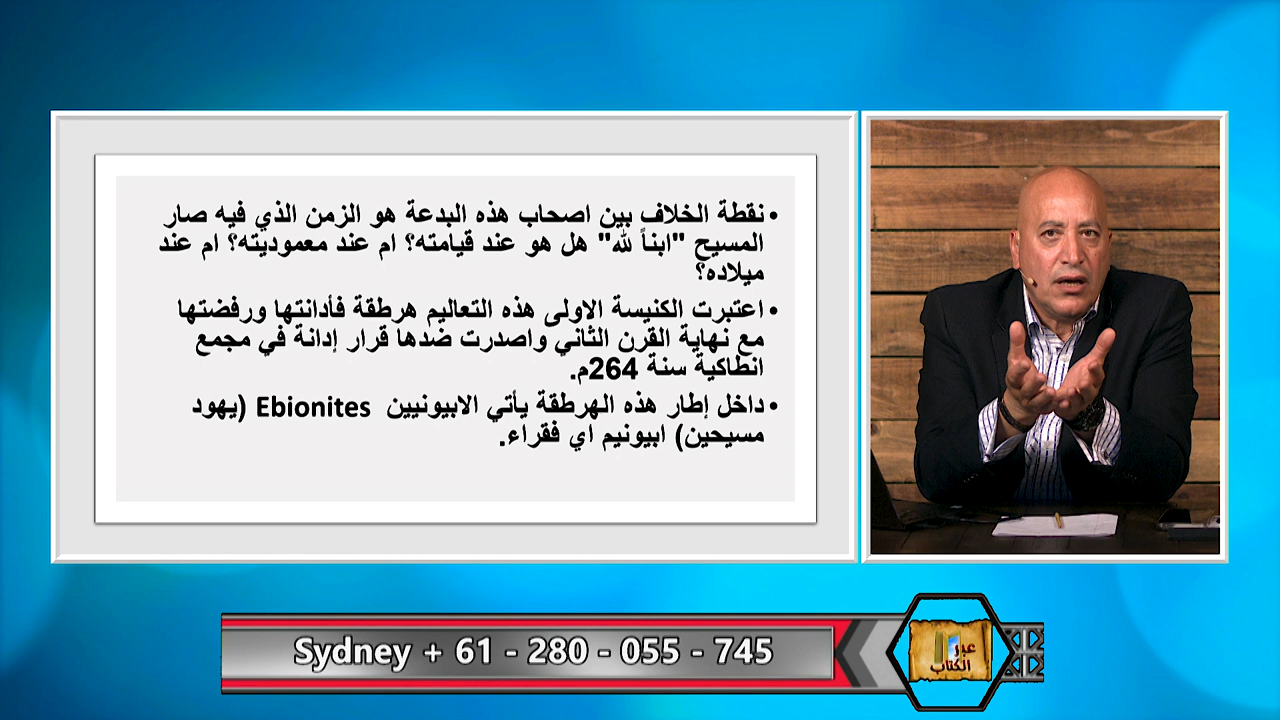 • نقطة الخلاف بين اصحاب هذه البدعة هو الزمن الذي فيه صار
المسيح "ابناً لله" هل هو عند قيامته؟ ام عند معموديته؟ ام عند
ميلاده؟
• اعتبرت الكنيسة الاولى هذه التعاليم هرطقة فأدانتها ورفضتها
مع نهاية القرن الثاني واصدرت ضدها قرار إدانة في مجمع
انطاكية سنة 264م.
• داخل إطار هذه الهرطقة يأتي الابيونيين Ebionites (يهود
مسيحين) ابيونيم اي فقراء.
Sydney + 61 - 280 - 055 - 745
عبر
الكتاب